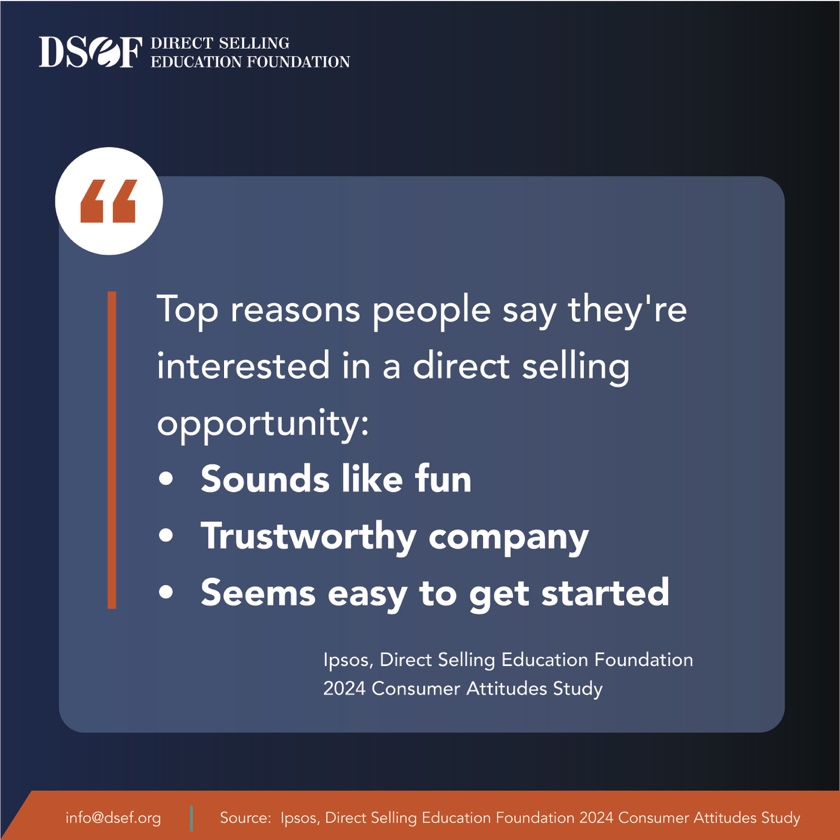 DSEF DIRECT SELLING
EDUCATION FOUNDATION
“
Top reasons people say they're
interested in a direct selling
opportunity:
• Sounds like fun
• Trustworthy company
• Seems easy to get started
Ipsos, Direct Selling Education Foundation
2024 Consumer Attitudes Study
info@dsef.org | Source: Ipsos, Direct Selling Education Foundation 2024 Consumer Attitudes Study